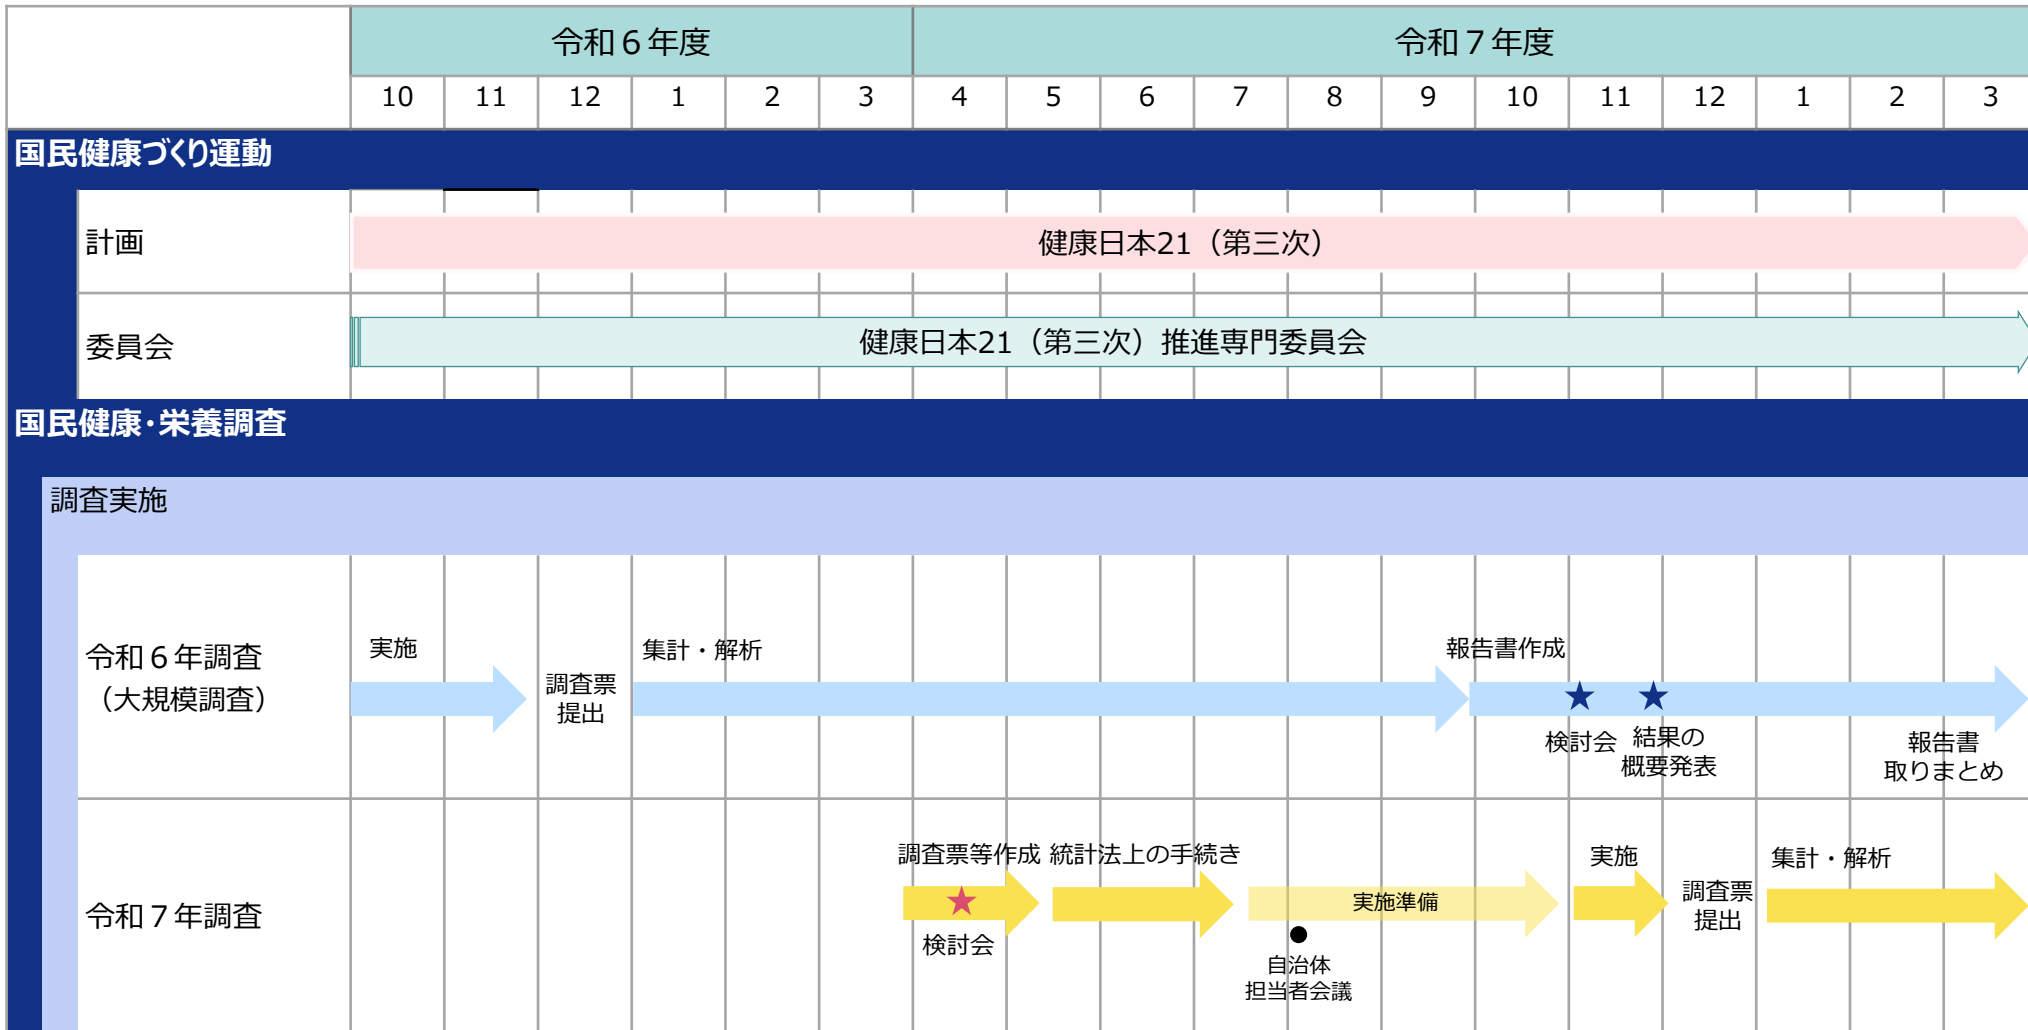 令和６年度
令和７年度
10 11 12 1 2 3 4 5 6 7 8 9 10 11 12 1 2 3
国民健康づくり運動
計画
健康日本21（第三次）
委員会
健康日本21（第三次）推進専門委員会
国民健康・栄養調査
調査実施
令和６年調査
（大規模調査）
実施
調査票
提出
集計・解析
報告書作成
検討会
結果の
概要発表
報告書
取りまとめ
令和７年調査
調査票等作成
検討会
統計法上の手続き
実施準備
自治体
担当者会議
実施
調査票
提出
集計・解析